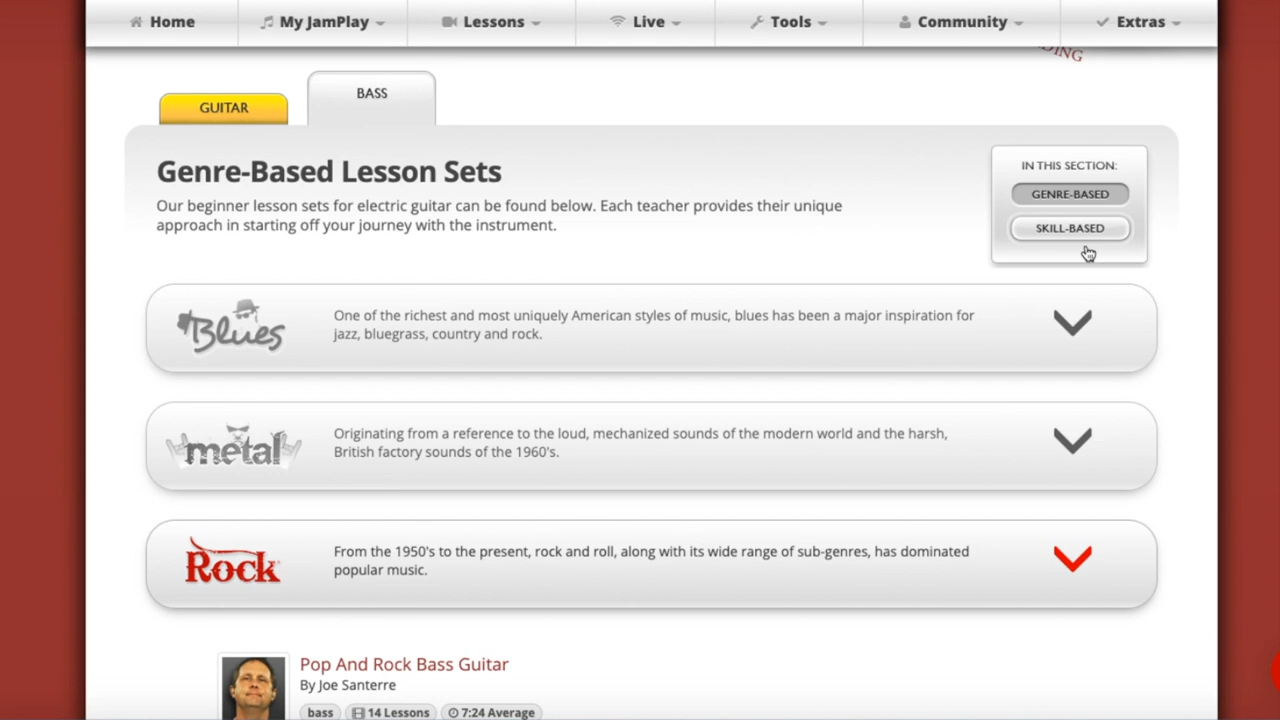 Home
My JamPlay
Lessons
Live
Tools
Community
Extras
DING
GUITAR
BASS
Genre-Based Lesson Sets
Our beginner lesson sets for electric guitar can be found below. Each teacher provides their unique
approach in starting off your journey with the instrument.
IN THIS SECTION:
GENRE-BASED
SKILL-BASED
Blues
One of the richest and most uniquely American styles of music, blues has been a major inspiration for
jazz, bluegrass, country and rock.
metal
Originating from a reference to the loud, mechanized sounds of the modern world and the harsh,
British factory sounds of the 1960's.
Rock
From the 1950's to the present, rock and roll, along with its wide range of sub-genres, has dominated
popular music.
Pop And Rock Bass Guitar
By Joe Santerre
bass
14 Lessons
7:24 Average